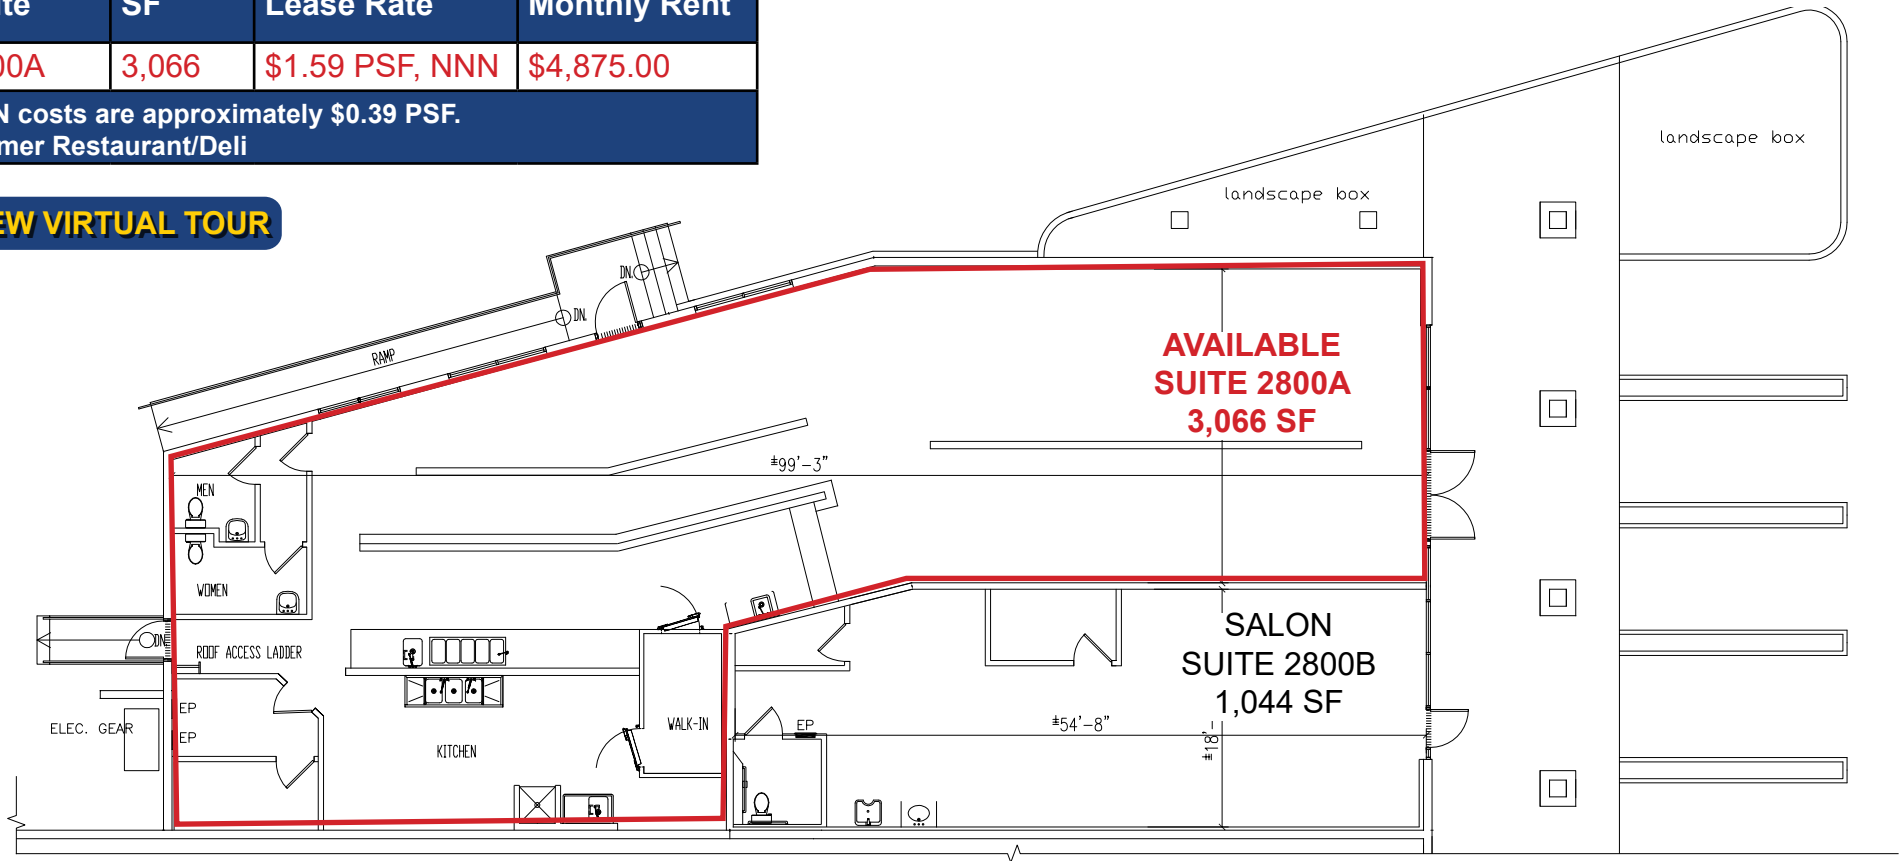 ite SF Lease Rate Monthly Rent
00A 3,066 $1.59 PSF, NNN $4,875.00
N costs are approximately $0.39 PSF.
mer Restaurant/Deli
EW VIRTUAL TOUR
landscape box
landscape box
DN.
DN.
RAMP
AVAILABLE
SUITE 2800A
3,066 SF
±99'-3"
MEN
WOMEN
DN.
ROOF ACCESS LADDER
SALON
SUITE 2800B
1,044 SF
EP
EP
ELEC. GEAR
WALK-IN
KITCHEN
EP
±54'-8"
±18'-